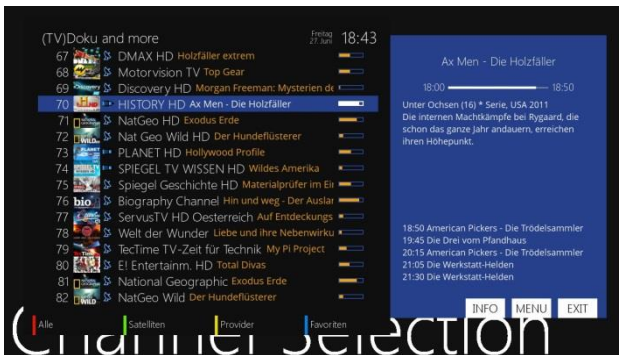 (TV)Doku and more
Freitag
27. Juni
18:43
67 DMAX HD Holzfäller extrem
68 Motorvision TV Top Gear
69 Discovery HD Morgan Freeman: Mysterien de
70 HISTORY HD Ax Men - Die Holzfäller
71 NatGeo HD Exodus Erde
72 Nat Geo Wild HD Der Hundeflüsterer
73 PLANET HD Hollywood Profile
74 SPIEGEL TV WISSEN HD Wildes Amerika
75 Spiegel Geschichte HD Materialprüfer im Ein
76 bio Biography Channel Hin und weg - Der Auslan
77 ServusTV HD Oesterreich Auf Entdeckungs
78 Welt der Wunder Liebe und ihre Nebenwirku
79 TecTime TV-Zeit für Technik My Pi Project
80 E! Entertainm. HD Total Divas
81 National Geographic Exodus Erde
82 NatGeo Wild Der Hundeflüsterer
Ax Men - Die Holzfäller
18:00 18:50
Unter Ochsen (16) * Serie, USA 2011
Die internen Machtkämpfe bei Rygaard, die
schon das ganze Jahr andauern, erreichen
ihren Höhepunkt.
18:50 American Pickers - Die Trödelsammler
19:45 Die Drei vom Pfandhaus
20:15 American Pickers - Die Trödelsammler
21:05 Die Werkstatt-Helden
21:30 Die Werkstatt-Helden
INFO MENU EXIT
Alle Satelliten Provider Favoriten
Channel Selection